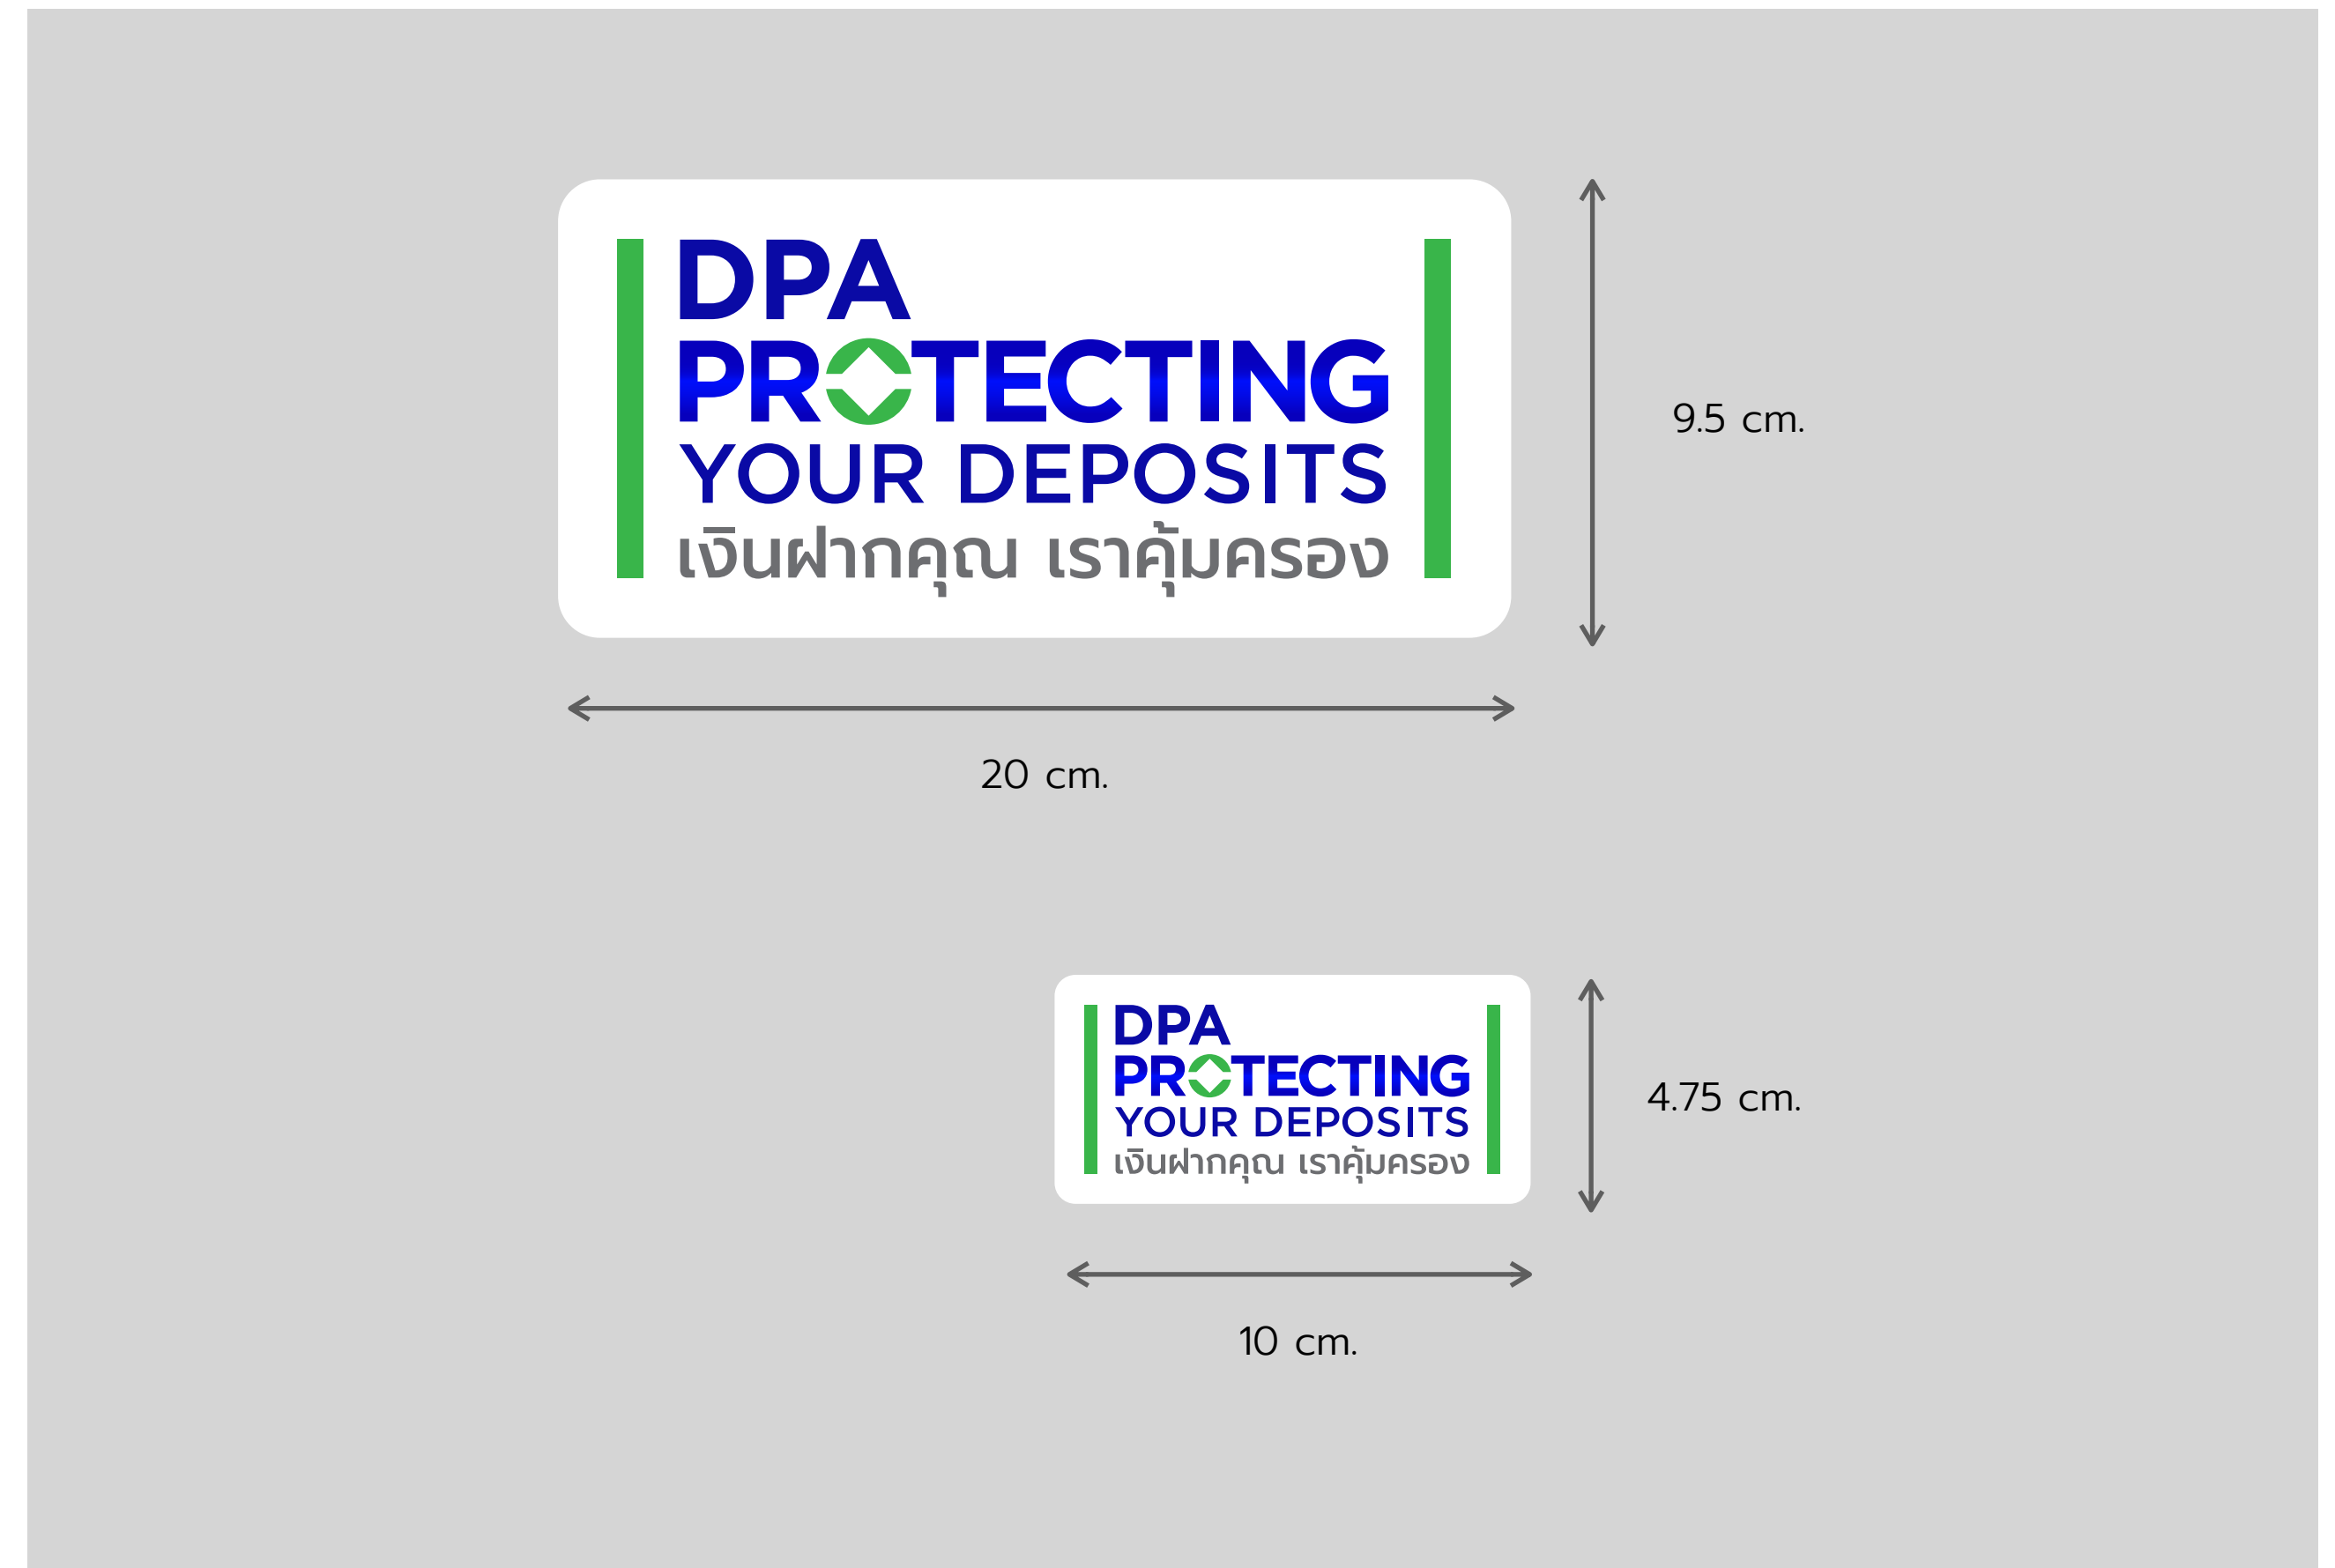 DPA
PROTECTING
YOUR DEPOSITS
เงินฝากคุณ เราคุ้มครอง
9.5 cm.
20 cm.
DPA
PROTECTING
YOUR DEPOSITS
เงินฝากคุณ เราคุ้มครอง
4.75 cm.
10 cm.